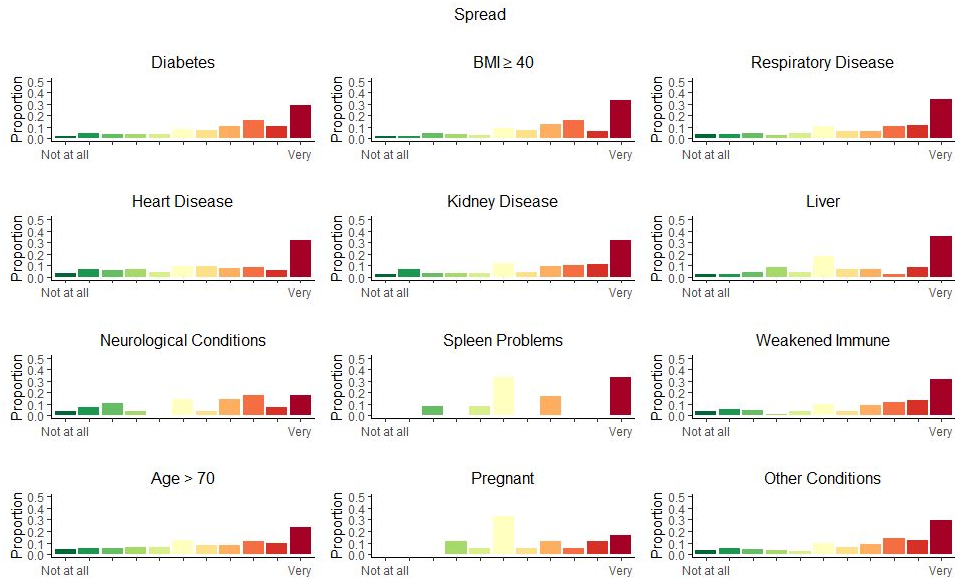 Spread
Diabetes
BMI ≥ 40
Respiratory Disease
Proportion
0.5
0.4
0.3
0.2
0.1
0.0
Not at all
Very
Proportion
0.5
0.4
0.3
0.2
0.1
0.0
Not at all
Very
Proportion
0.5
0.4
0.3
0.2
0.1
0.0
Not at all
Very
Heart Disease
Kidney Disease
Liver
Proportion
0.5
0.4
0.3
0.2
0.1
0.0
Not at all
Very
Proportion
0.5
0.4
0.3
0.2
0.1
0.0
Not at all
Very
Proportion
0.5
0.4
0.3
0.2
0.1
0.0
Not at all
Very
Neurological Conditions
Spleen Problems
Weakened Immune
Proportion
0.5
0.4
0.3
0.2
0.1
0.0
Not at all
Very
Proportion
0.5
0.4
0.3
0.2
0.1
0.0
Not at all
Very
Proportion
0.5
0.4
0.3
0.2
0.1
0.0
Not at all
Very
Age > 70
Pregnant
Other Conditions
Proportion
0.5
0.4
0.3
0.2
0.1
0.0
Not at all
Very
Proportion
0.5
0.4
0.3
0.2
0.1
0.0
Not at all
Very
Proportion
0.5
0.4
0.3
0.2
0.1
0.0
Not at all
Very